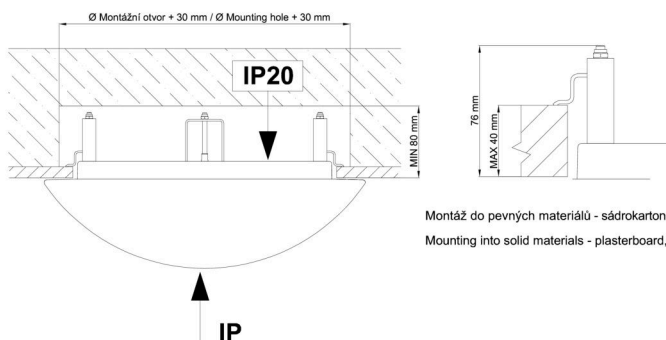 Ø Montážní otvor + 30 mm / Ø Mounting hole + 30 mm
IP20
MIN 80 mm
76 mm
MAX 40 mm
Montáž do pevných materiálů - sádrokarton
Mounting into solid materials - plasterboard,
IP